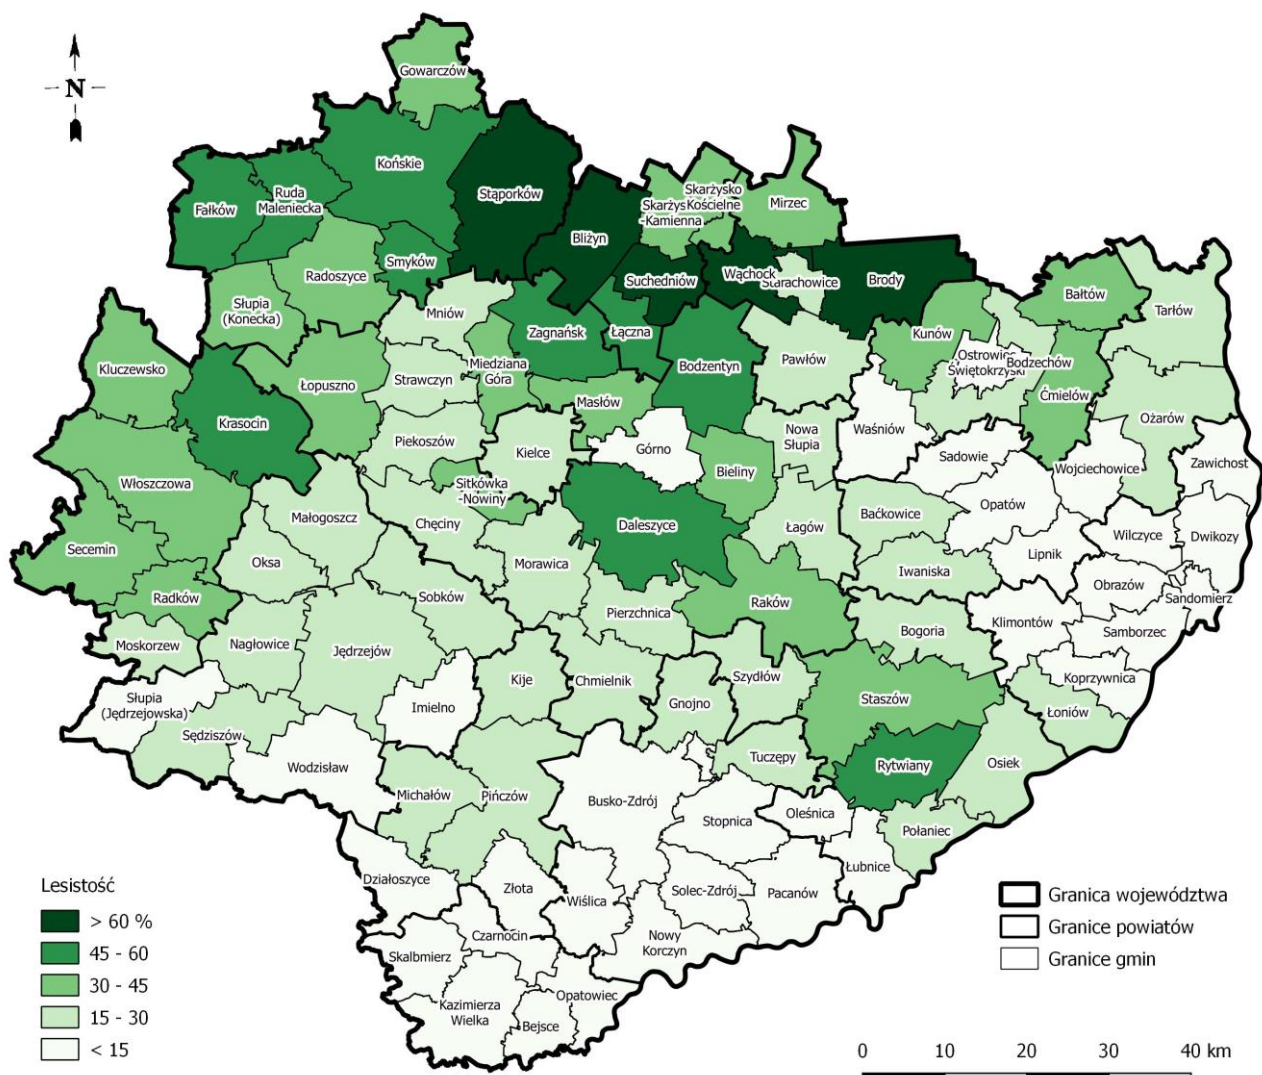 N
Gowarczów
Końskie
Stąporków
Fałków
Ruda
Maleniecka
Smyków
Radoszyce
Słupia
(Konecka)
Bliżyn
Skarżysko
Kościelne
Skarżys
-Kamienna
Mirzec
Suchedniów
Wąchock
Starachowice
Brody
Mniów
Zagnańsk
Łączna
Bodzentyn
Pawłów
Kunów
Ostrowiec
Świętokrzyski
Bodzechów
Bałtów
Tarłów
Ćmielów
Ożarów
Kluczewsko
Krasocin
Łopuszno
Strawczyn
Miedziana
Góra
Masłów
Piekoszów
Kielce
Górno
Nowa
Słupia
Waśniów
Sadowie
Wojciechowice
Zawichost
Włoszczowa
Sitkówka
-Nowiny
Bieliny
Opatów
Małogoszcz
Chęciny
Daleszyce
Łagów
Baćkowice
Wilczyce
Dwikozy
Secemin
Oksa
Morawica
Iwaniska
Lipnik
Obrazów
Sandomierz
Radków
Sobków
Pierzchnica
Raków
Bogoria
Klimontów
Samborzec
Moskorzew
Nagłowice
Jędrzejów
Kije
Chmielnik
Gnojno
Szydłów
Staszów
Koprzywnica
Łoniów
Słupia
(Jędrzejowska)
Imielno
Sędziszów
Wodzisław
Tuczępy
Rytwiany
Osiek
Michałów
Pińczów
Busko-Zdrój
Stopnica
Oleśnica
Połaniec
Łubnice
Działoszyce
Złota
Wiślica
Solec-Zdrój
Pacanów
Czarnocin
Nowy
Korczyn
Skalbmierz
Kazimierza
Wielka
Opatowiec
Bejsce
Lesistość
> 60 %
45 - 60
30 - 45
15 - 30
< 15
Granica województwa
Granice powiatów
Granice gmin
0 10 20 30 40 km